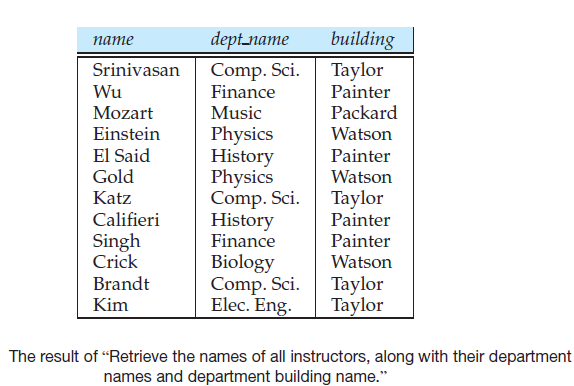 name dept_name building
Srinivasan Comp. Sci. Taylor
Wu Finance Painter
Mozart Music Packard
Einstein Physics Watson
El Said History Painter
Gold Physics Watson
Katz Comp. Sci. Taylor
Califieri History Painter
Singh Finance Painter
Crick Biology Watson
Brandt Comp. Sci. Taylor
Kim Elec. Eng. Taylor
The result of “Retrieve the names of all instructors, along with their department
names and department building name.”